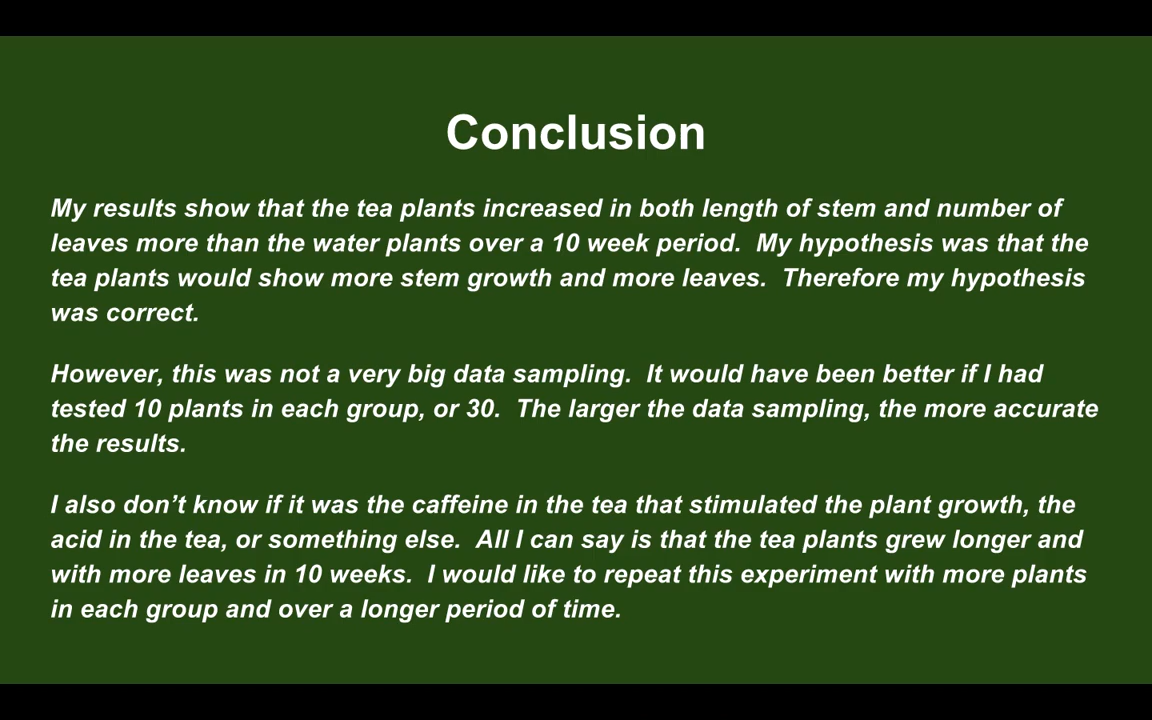 Conclusion
My results show that the tea plants increased in both length of stem and number of
leaves more than the water plants over a 10 week period.  My hypothesis was that the
tea plants would show more stem growth and more leaves.  Therefore my hypothesis
was correct.
However, this was not a very big data sampling.  It would have been better if I had
tested 10 plants in each group, or 30.  The larger the data sampling, the more accurate
the results.
I also don’t know if it was the caffeine in the tea that stimulated the plant growth, the
acid in the tea, or something else.  All I can say is that the tea plants grew longer and
with more leaves in 10 weeks.  I would like to repeat this experiment with more plants
in each group and over a longer period of time.